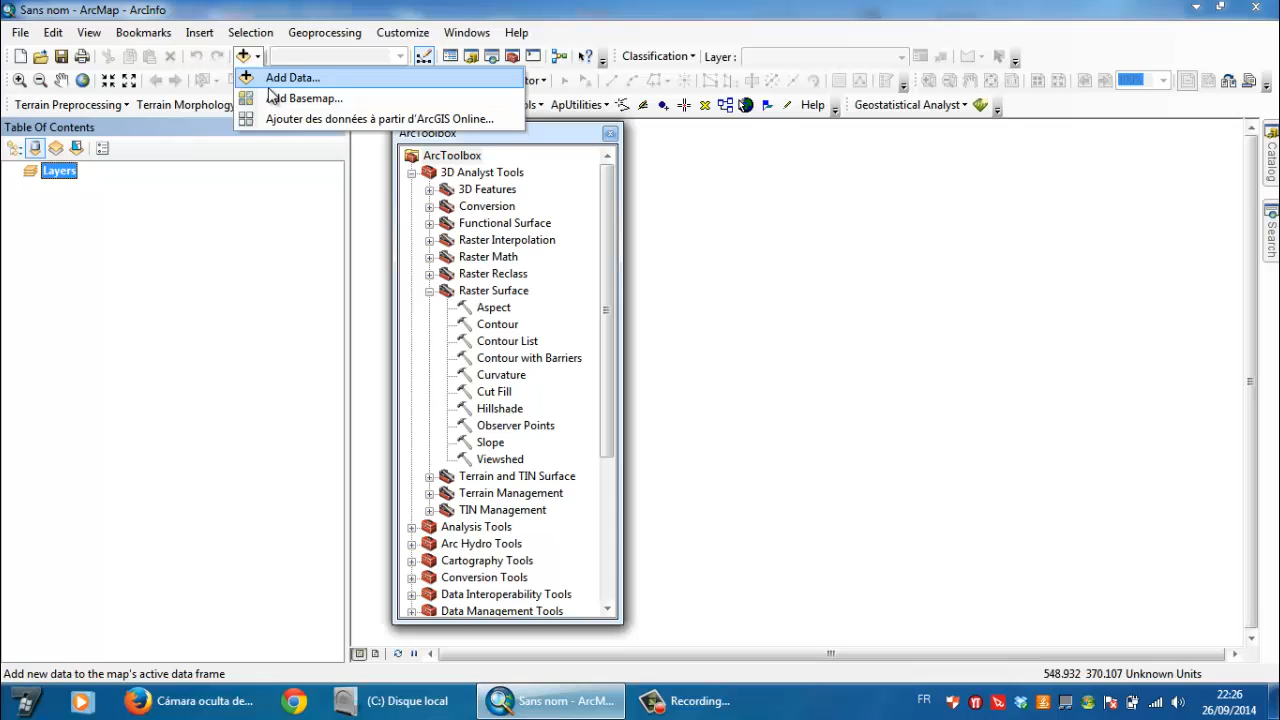 Sans nom - ArcMap - ArcInfo
File Edit View Bookmarks Insert Selection Geoprocessing Customize Windows Help
Classification Layer :
100%
Terrain Preprocessing Terrain Morphology ApUtilities Help Geostatistical Analyst
Add Data...
Add Basemap...
Ajouter des données à partir d'ArcGIS Online...
Table Of Contents
Layers
ArcToolbox
ArcToolbox
3D Analyst Tools
3D Features
Conversion
Functional Surface
Raster Interpolation
Raster Math
Raster Reclass
Raster Surface
Aspect
Contour
Contour List
Contour with Barriers
Curvature
Cut Fill
Hillshade
Observer Points
Slope
Viewshed
Terrain and TIN Surface
Terrain Management
TIN Management
Analysis Tools
Arc Hydro Tools
Cartography Tools
Conversion Tools
Data Interoperability Tools
Data Management Tools
Catalog
Search
Add new data to the map's active data frame
548.932 370.107 Unknown Units
Cámara oculta de...
(C:) Disque local
Sans nom - ArcM...
Recording...
FR
22:26
26/09/2014